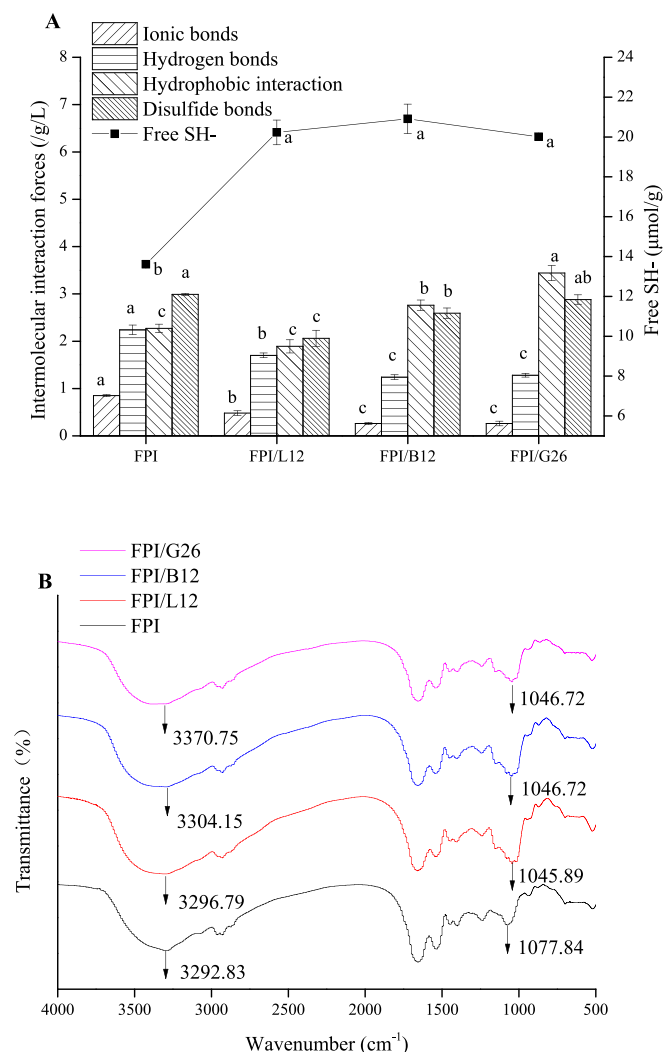 A
Ionic bonds
Hydrogen bonds
Hydrophobic interaction
Disulfide bonds
Free SH-
Intermolecular interaction forces (/g/L)
8
7
6
5
4
3
2
1
0
24
22
20
18
16
14
12
10
8
6
Free SH- (μmol/g)
b
a
a
a
a
a
c
a
b
b
c
c
c
c
b
b
c
c
a
ab
FPI
FPI/L12
FPI/B12
FPI/G26
B
FPI/G26
FPI/B12
FPI/L12
FPI
Transmittance (%)
3370.75
1046.72
3304.15
1046.72
3296.79
1045.89
3292.83
1077.84
4000
3500
3000
2500
2000
1500
1000
500
Wavenumber (cm⁻¹)